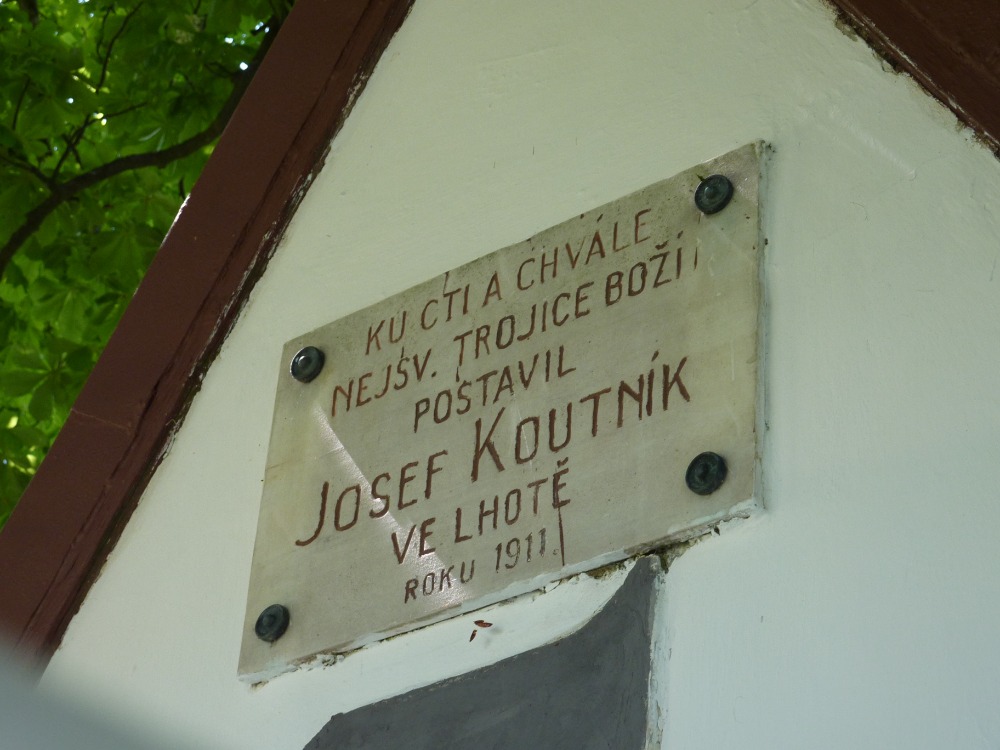 KU CTI A CHVÁLE
NEJSV. TROJICE BOŽÍ
POSTAVIL
JOSEF KOUTNÍK
VE LHOTĚ
ROKU 1911.